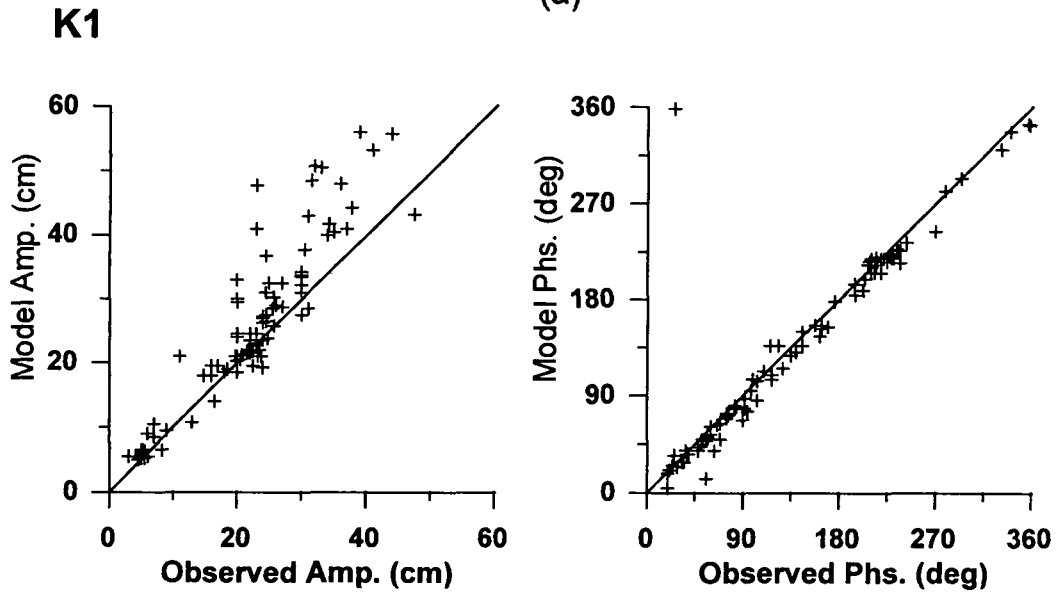 (a)
K1
60
40
20
0
Model Amp. (cm)
0 20 40 60
Observed Amp. (cm)
360
270
180
90
0
Model Phs. (deg)
0 90 180 270 360
Observed Phs. (deg)